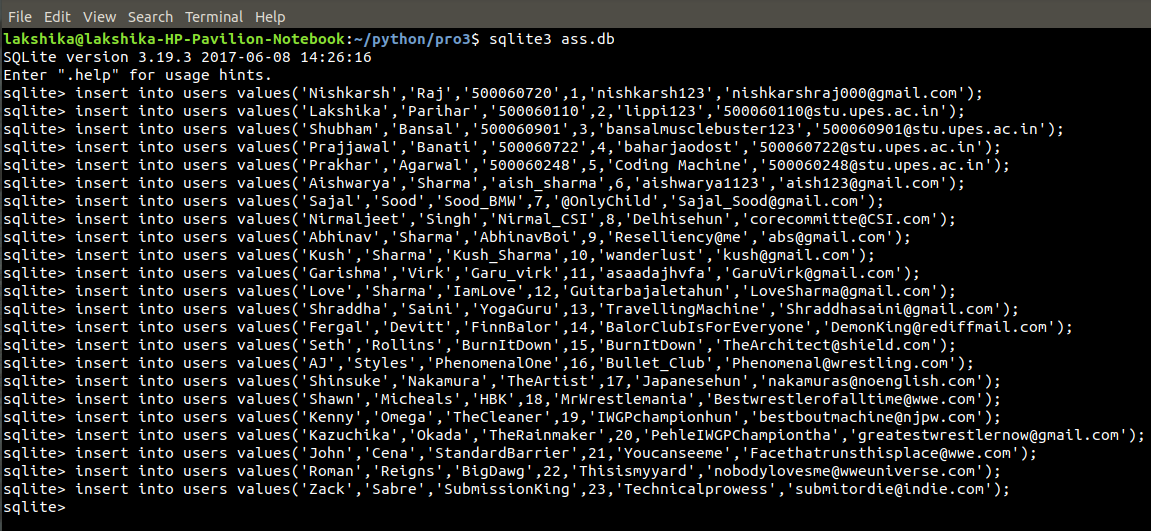 File Edit View Search Terminal Help
lakshika@lakshika-HP-Pavilion-Notebook:~/python/pro3$ sqlite3 ass.db
SQLite version 3.19.3 2017-06-08 14:26:16
Enter ".help" for usage hints.
sqlite> insert into users values('Nishkarsh','Raj','500060720',1,'nishkarsh123','nishkarshraj000@gmail.com');
sqlite> insert into users values('Lakshika','Parihar','500060110',2,'lippi123','500060110@stu.upes.ac.in');
sqlite> insert into users values('Shubham','Bansal','500060901',3,'bansalmusclebuster123','500060901@stu.upes.ac.in');
sqlite> insert into users values('Prajjawal','Banati','500060722',4,'baharjaodost','500060722@stu.upes.ac.in');
sqlite> insert into users values('Prakhar','Agarwal','500060248',5,'Coding Machine','500060248@stu.upes.ac.in');
sqlite> insert into users values('Aishwarya','Sharma','aish_sharma',6,'aishwarya1123','aish123@gmail.com');
sqlite> insert into users values('Sajal','Sood','Sood_BMW',7,'@OnlyChild','Sajal_Sood@gmail.com');
sqlite> insert into users values('Nirmaljeet','Singh','Nirmal_CSI',8,'Delhisehun','corecommitte@CSI.com');
sqlite> insert into users values('Abhinav','Sharma','AbhinavBoi',9,'Reselliency@me','abs@gmail.com');
sqlite> insert into users values('Kush','Sharma','Kush_Sharma',10,'wanderlust','kush@gmail.com');
sqlite> insert into users values('Garishma','Virk','Garu_virk',11,'asaadajhvfa','GaruVirk@gmail.com');
sqlite> insert into users values('Love','Sharma','IamLove',12,'Guitarbajaletahun','LoveSharma@gmail.com');
sqlite> insert into users values('Shraddha','Saini','YogaGuru',13,'TravellingMachine','Shraddhasaini@gmail.com');
sqlite> insert into users values('Fergal','Devitt','FinnBalor',14,'BalorClubIsForEveryone','DemonKing@rediffmail.com');
sqlite> insert into users values('Seth','Rollins','BurnItDown',15,'BurnItDown','TheArchitect@shield.com');
sqlite> insert into users values('AJ','Styles','PhenomenalOne',16,'Bullet_Club','Phenomenal@wrestling.com');
sqlite> insert into users values('Shinsuke','Nakamura','TheArtist',17,'Japanesehun','nakamuras@noenglish.com');
sqlite> insert into users values('Shawn','Micheals','HBK',18,'MrWrestlemania','Bestwrestlerofalltime@wwe.com');
sqlite> insert into users values('Kenny','Omega','TheCleaner',19,'IWGPchampionhun','bestboutmachine@njpw.com');
sqlite> insert into users values('Kazuchika','Okada','TheRainmaker',20,'PehleIWGPChampiontha','greatestwrestlernow@gmail.com');
sqlite> insert into users values('John','Cena','StandardBarrier',21,'Youcanseeme','Facethatrunsthisplace@wwe.com');
sqlite> insert into users values('Roman','Reigns','BigDawg',22,'Thisismyyard','nobodylovesme@wweuniverse.com');
sqlite> insert into users values('Zack','Sabre','SubmissionKing',23,'Technicalprowess','submitordie@indie.com');
sqlite>